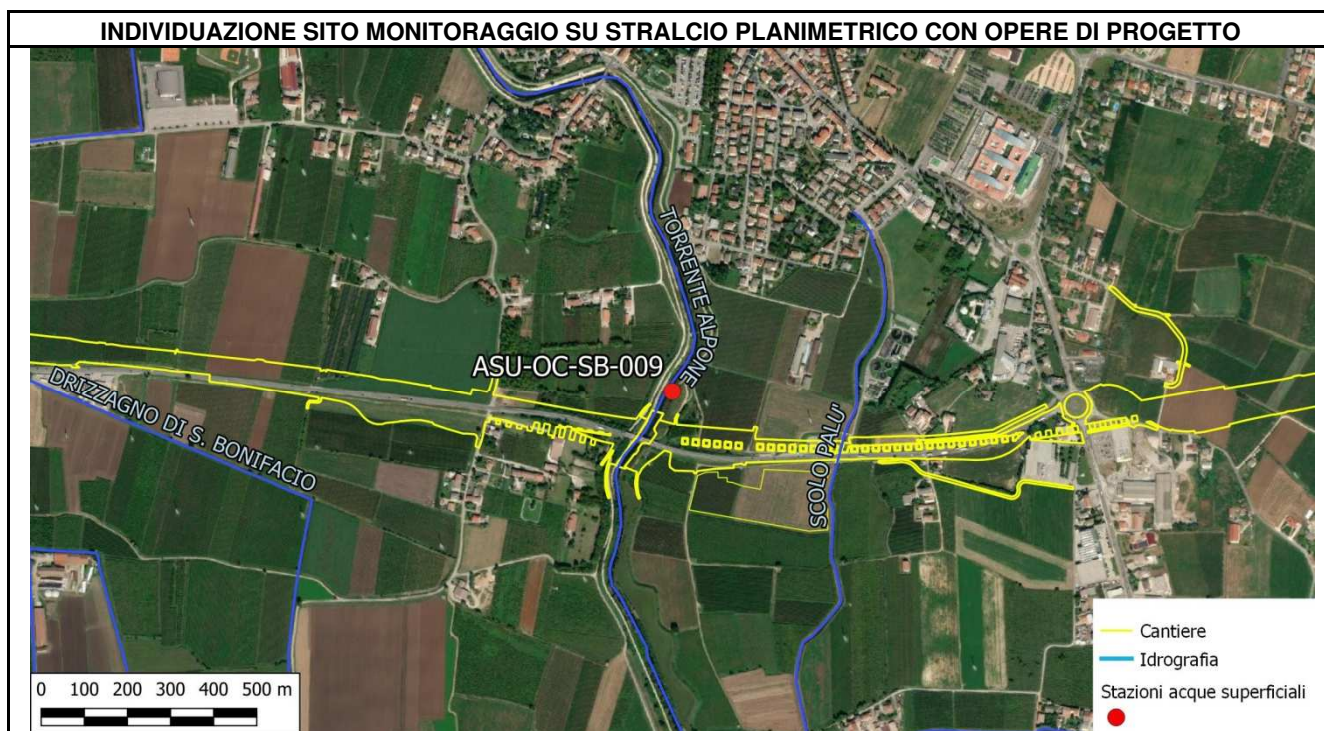 INDIVIDUAZIONE SITO MONITORAGGIO SU STRALCIO PLANIMETRICO CON OPERE DI PROGETTO
TORRENTE ALPONE
ASU-OC-SB-009
DRIZZAGNO DI S. BONIFACIO
SCOLO PALU'
Cantiere
Idrografia
Stazioni acque superficiali
0 100 200 300 400 500 m